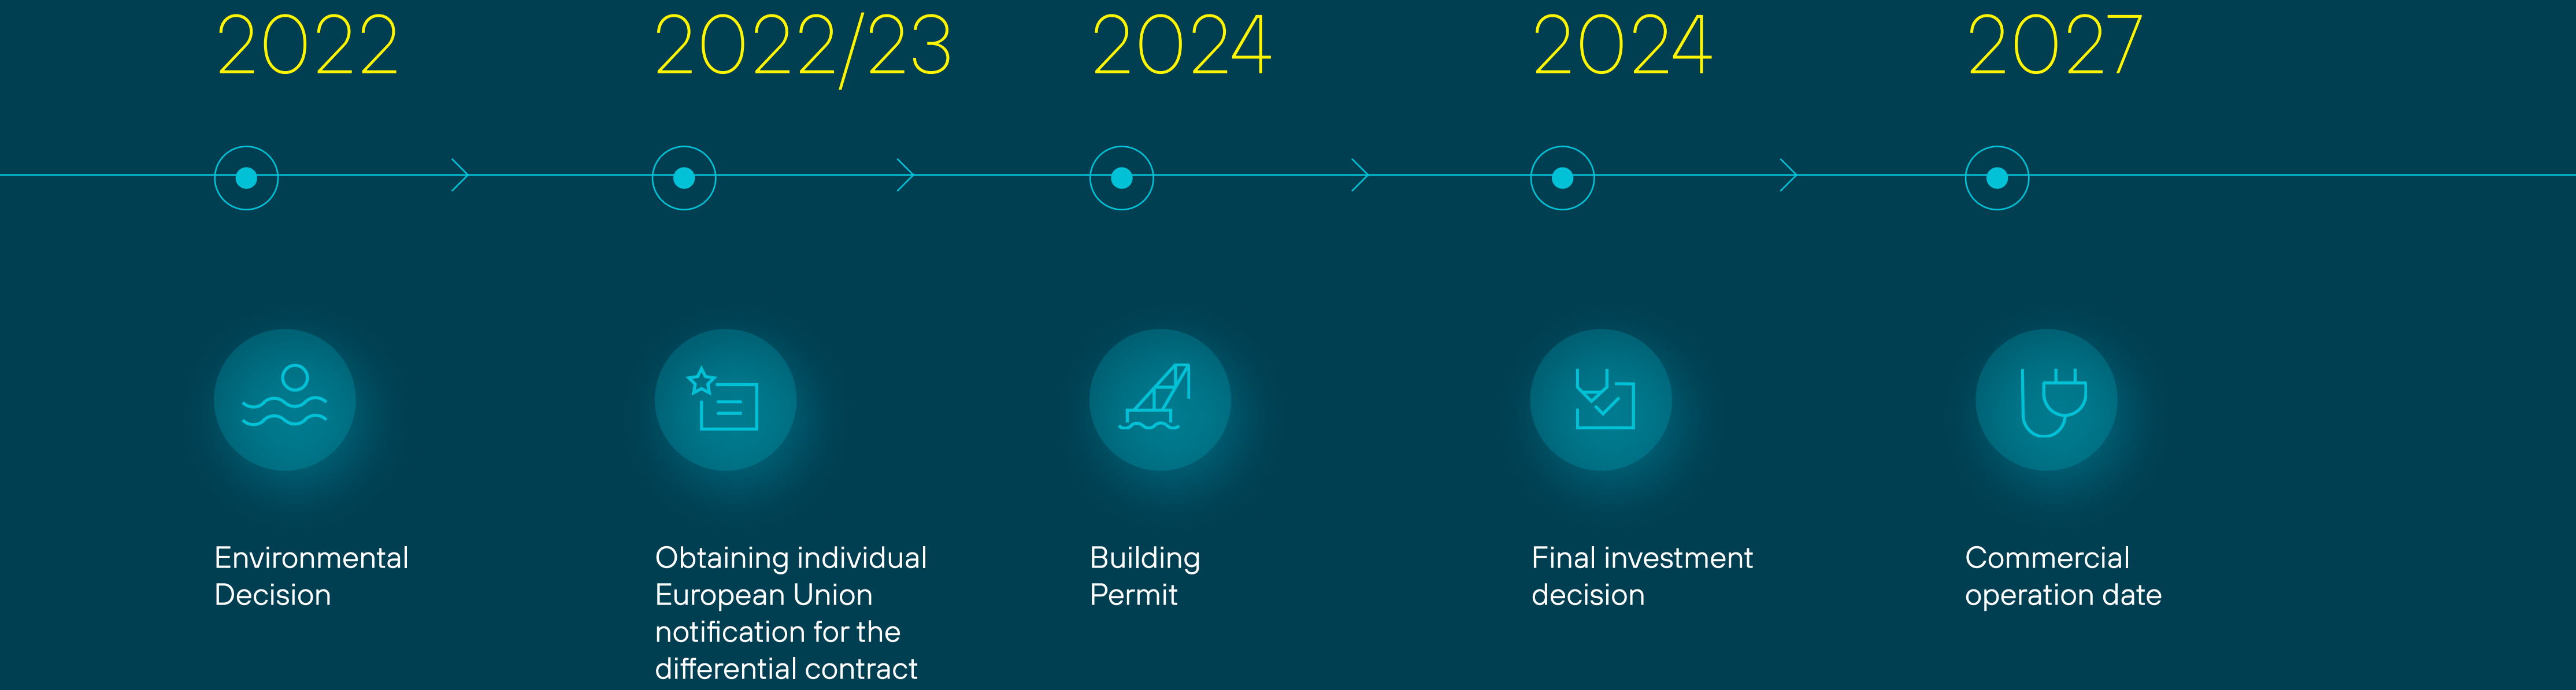 2022
2022/23
2024
2024
2027
Environmental
Decision
Obtaining individual
European Union
notification for the
differential contract
Building
Permit
Final investment
decision
Commercial
operation date